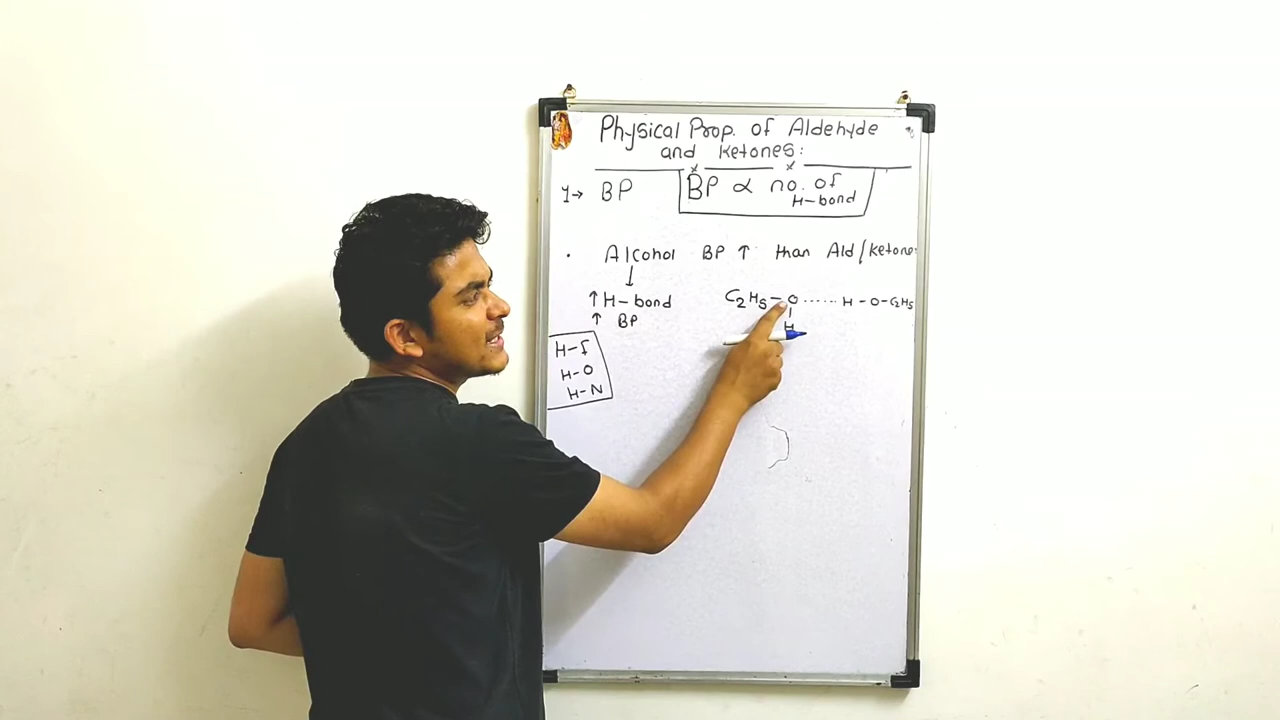 Physical Prop. of Aldehyde
and ketones:
1→ BP
BP ∝ no. of
H-bond
• Alcohol BP ↑ than Ald/ketone
↓
↑ H-bond
↑ BP
C2H5-O ...... H-O-C2H5
|
H
H-F
H-O
H-N